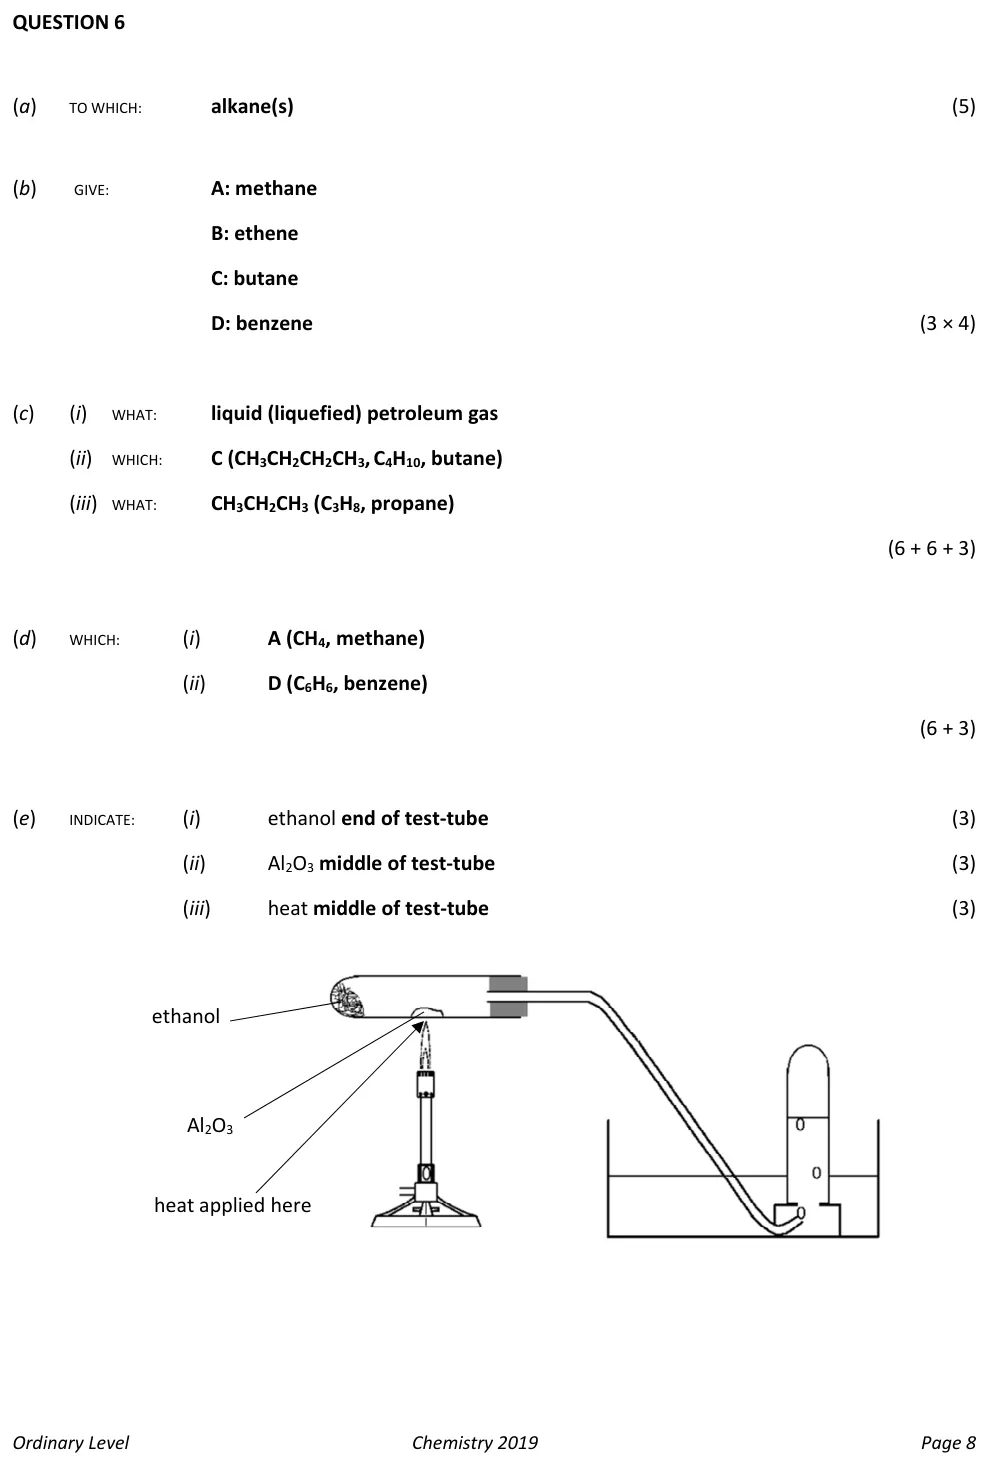 QUESTION 6
(a) TO WHICH: alkane(s) (5)
(b) GIVE: A: methane
B: ethene
C: butane
D: benzene (3 × 4)
(c) (i) WHAT: liquid (liquefied) petroleum gas
(ii) WHICH: C (CH₃CH₂CH₂CH₃, C₄H₁₀, butane)
(iii) WHAT: CH₃CH₂CH₃ (C₃H₈, propane)
(6 + 6 + 3)
(d) WHICH: (i) A (CH₄, methane)
(ii) D (C₆H₆, benzene)
(6 + 3)
(e) INDICATE: (i) ethanol end of test-tube (3)
(ii) Al₂O₃ middle of test-tube (3)
(iii) heat middle of test-tube (3)
ethanol
Al₂O₃
heat applied here
Ordinary Level Chemistry 2019 Page 8